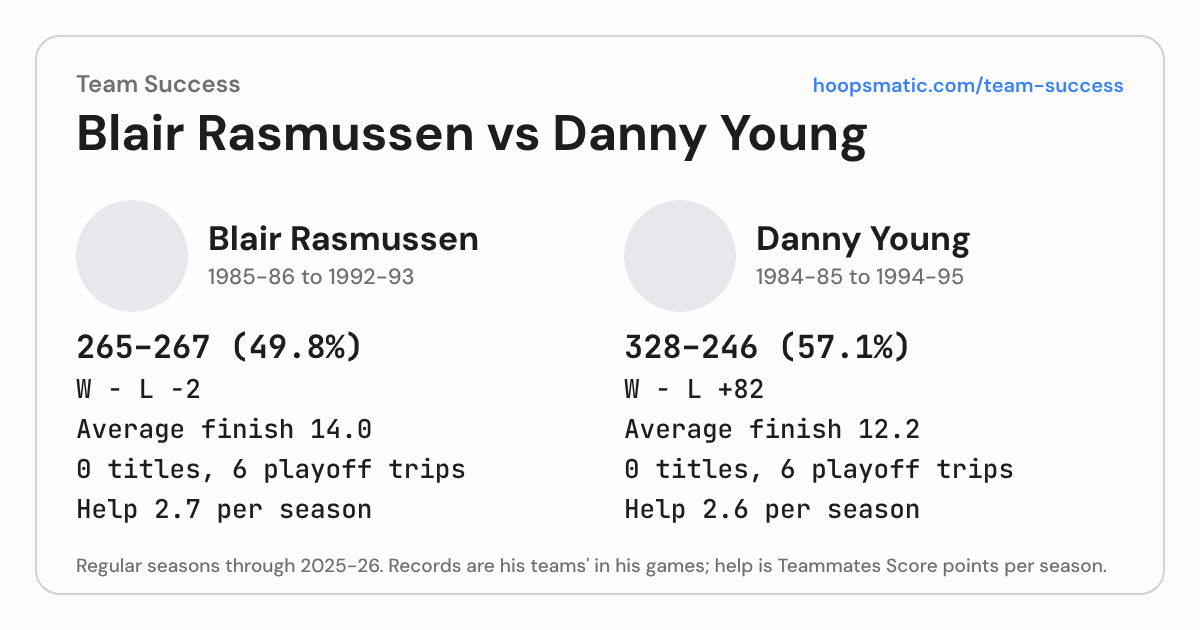 Team Success
hoopsmatic.com/team-success
Blair Rasmussen vs Danny Young
Blair Rasmussen
1985-86 to 1992-93
265-267 (49.8%)
W - L -2
Average finish 14.0
0 titles, 6 playoff trips
Help 2.7 per season
Danny Young
1984-85 to 1994-95
328-246 (57.1%)
W - L +82
Average finish 12.2
0 titles, 6 playoff trips
Help 2.6 per season
Regular seasons through 2025-26. Records are his teams' in his games; help is Teammates Score points per season.